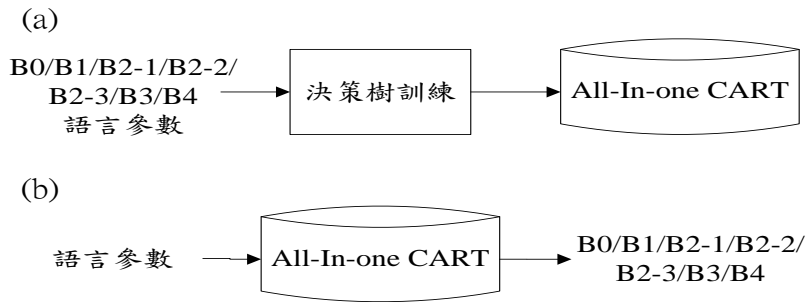 (a)
B0/B1/B2-1/B2-2/
B2-3/B3/B4
語言參數
決策樹訓練
All-In-one CART
(b)
語言參數
All-In-one CART
B0/B1/B2-1/B2-2/
B2-3/B3/B4